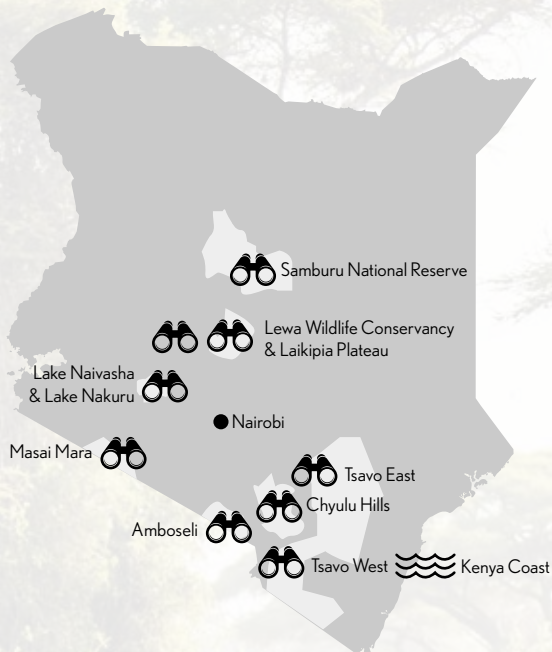 Samburu National Reserve
Lewa Wildlife Conservancy
& Laikipia Plateau
Lake Naivasha
& Lake Nakuru
Nairobi
Masai Mara
Tsavo East
Chyulu Hills
Amboseli
Tsavo West
Kenya Coast